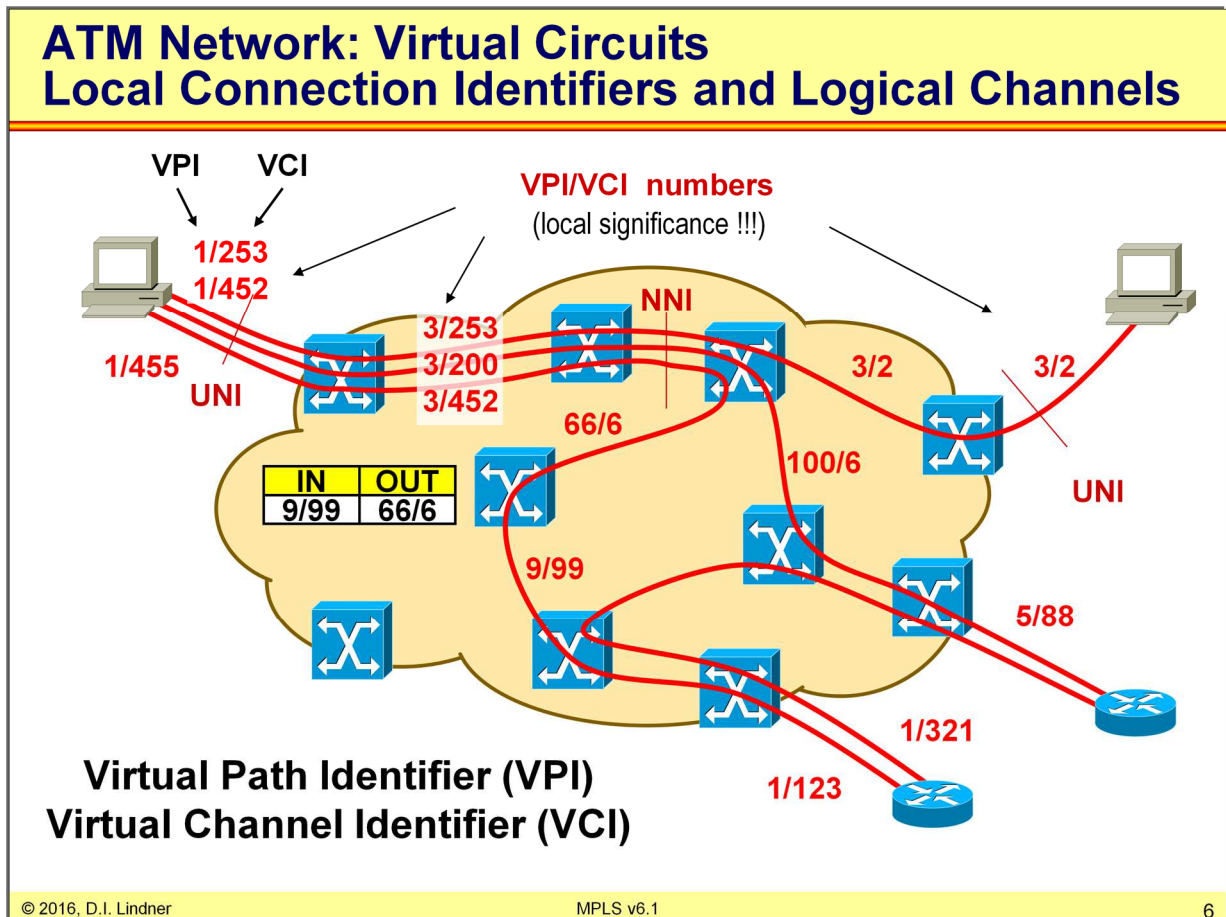 ATM Network: Virtual Circuits
Local Connection Identifiers and Logical Channels
VPI VCI
VPI/VCI numbers
(local significance !!!)
1/253
1/452
1/455
UNI
3/253
3/200
3/452
NNI
3/2
3/2
UNI
66/6
100/6
IN OUT
9/99 66/6
9/99
5/88
1/321
1/123
Virtual Path Identifier (VPI)
Virtual Channel Identifier (VCI)
© 2016, D.I. Lindner
MPLS v6.1
6